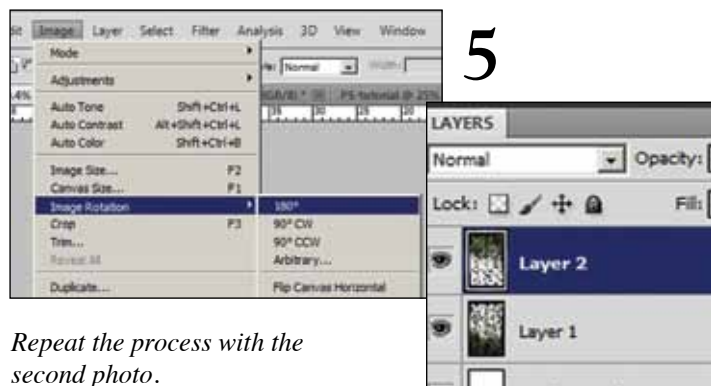 Image Layer Select Filter Analysis 3D View Window
Mode
Normal
Adjustments
Auto Tone Shift+Ctrl+L
Auto Contrast Alt+Shift+Ctrl+L
Auto Color Shift+Ctrl+B
Image Size... F2
Canvas Size... F1
Image Rotation
180°
Crop F3
90° CW
Trim...
90° CCW
Reveal All
Arbitrary...
Duplicate...
Flip Canvas Horizontal
5
LAYERS
Normal Opacity:
Lock: Fill:
Layer 2
Layer 1
Repeat the process with the
second photo.